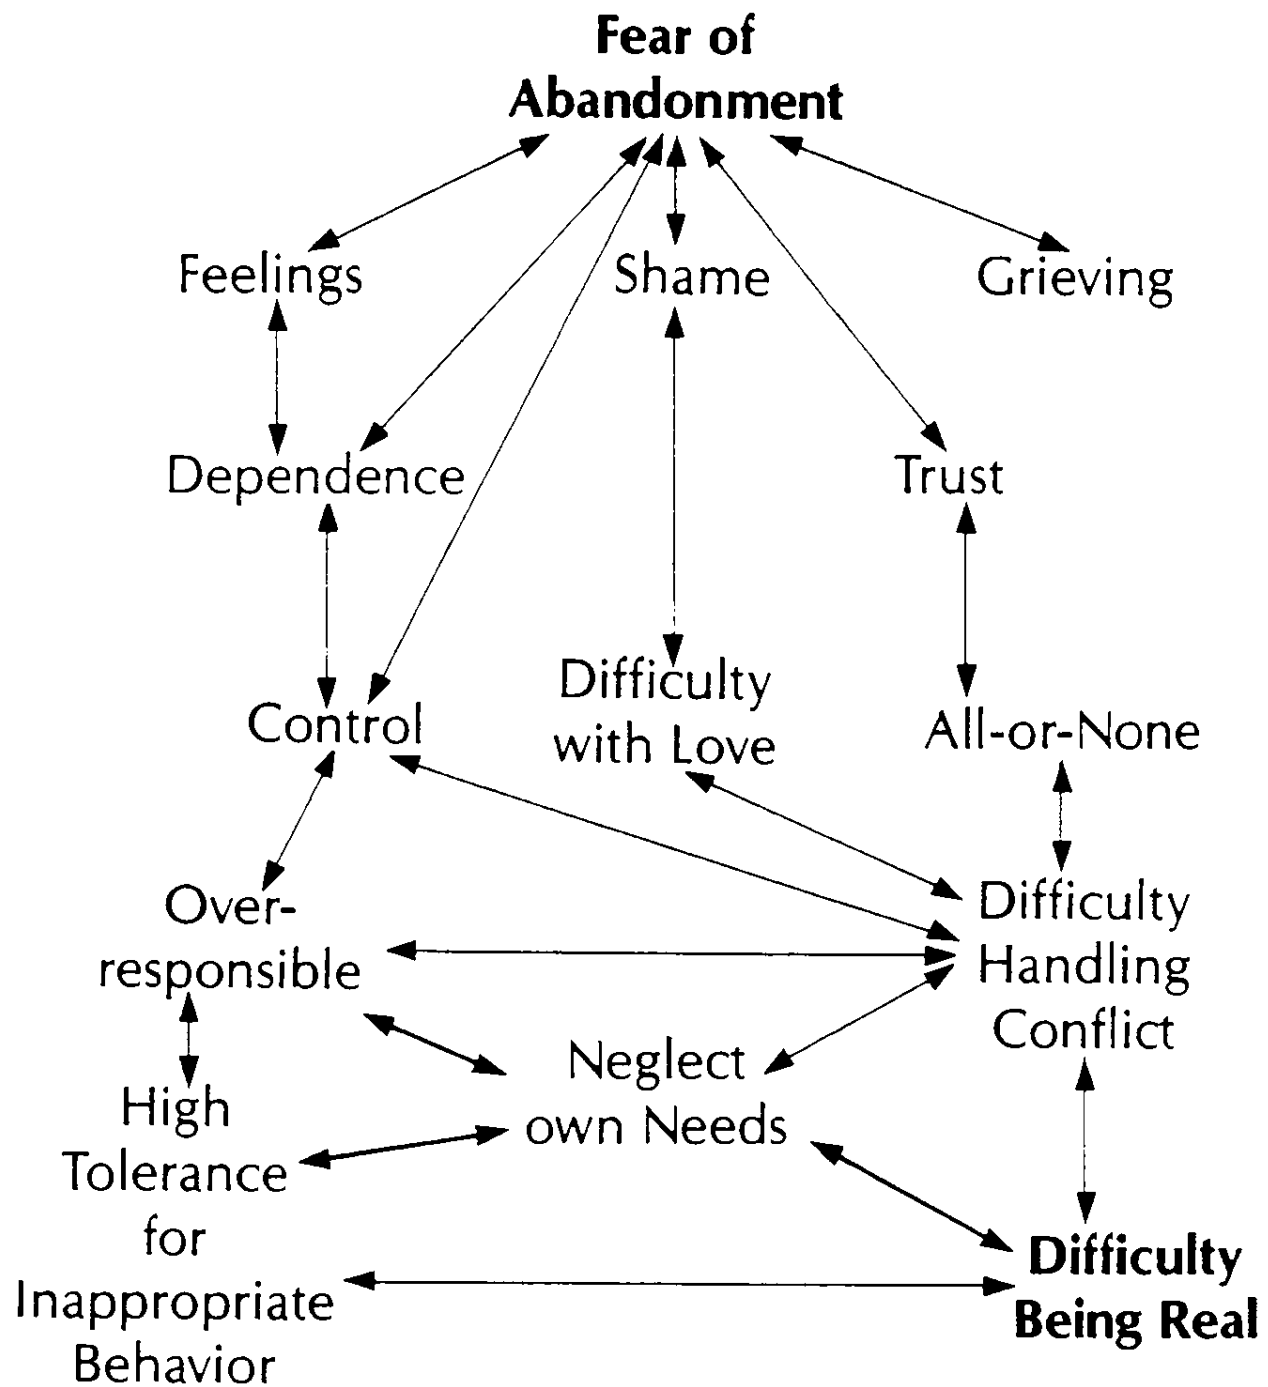 Fear of
Abandonment
Feelings
Shame
Grieving
Dependence
Trust
Control
Difficulty
with Love
All-or-None
Over-
responsible
Difficulty
Handling
Conflict
Neglect
own Needs
High
Tolerance
for
Inappropriate
Behavior
Difficulty
Being Real